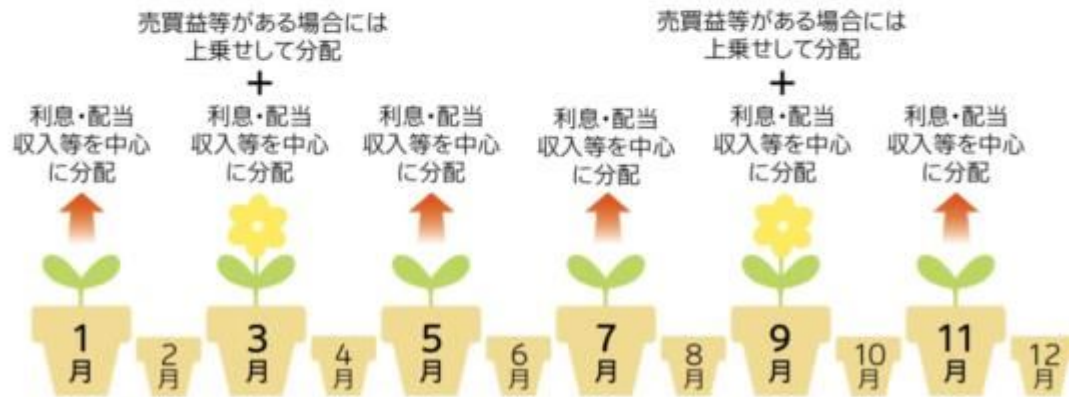 売買益等がある場合には
上乗せして分配
+
売買益等がある場合には
上乗せして分配
+
利息・配当
収入等を中心
に分配
利息・配当
収入等を中心
に分配
利息・配当
収入等を中心
に分配
利息・配当
収入等を中心
に分配
利息・配当
収入等を中心
に分配
利息・配当
収入等を中心
に分配
1
月
2
月
3
月
4
月
5
月
6
月
7
月
8
月
9
月
10
月
11
月
12
月